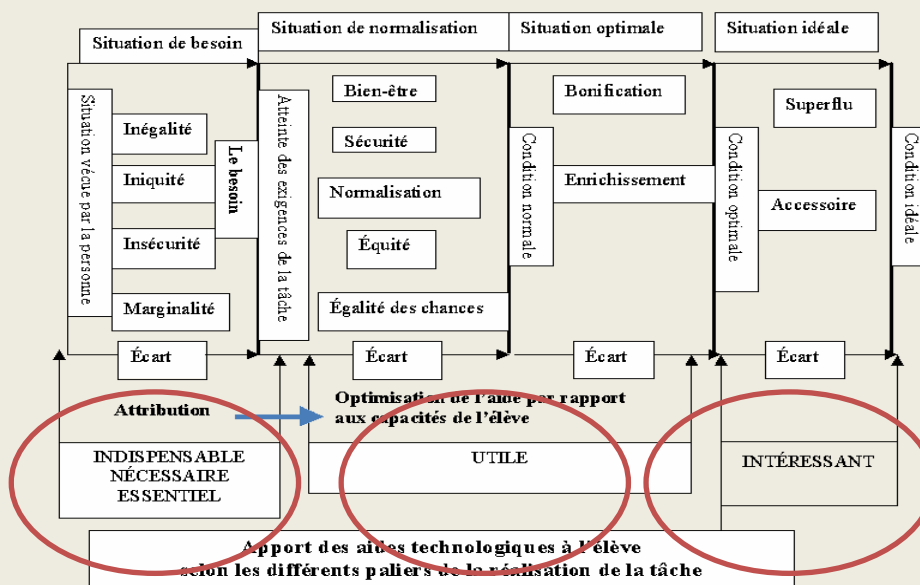 Situation de besoin
Situation de normalisation
Situation optimale
Situation idéale
Situation vécue par la personne
Inégalité
Iniquité
Insécurité
Marginalité
Le besoin
Atteinte des exigences de la tâche
Bien-être
Sécurité
Normalisation
Équité
Égalité des chances
Condition normale
Bonification
Enrichissement
Condition optimale
Superflu
Accessoire
Condition idéale
Écart
Écart
Écart
Écart
Attribution
Optimisation de l'aide par rapport
aux capacités de l'élève
INDISPENSABLE
NÉCESSAIRE
ESSENTIEL
UTILE
INTÉRESSANT
Apport des aides technologiques à l'élève
selon les différents paliers de la réalisation de la tâche